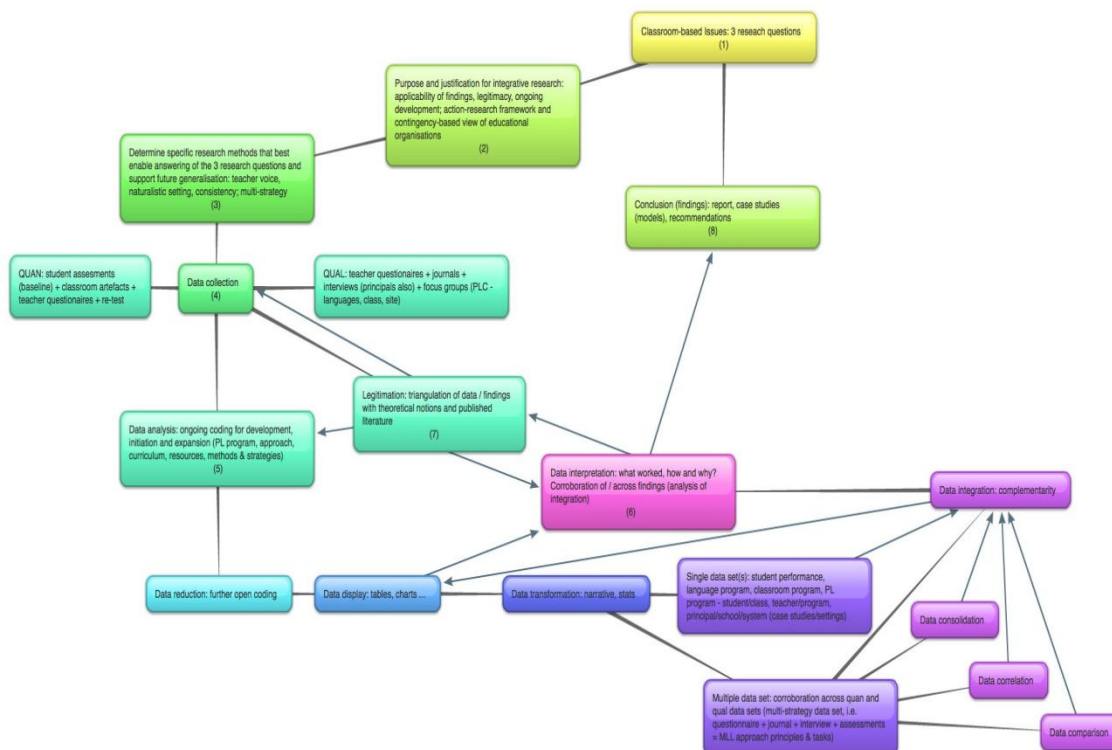 Classroom-based Issues: 3 reseach questions
(1)
Purpose and justification for integrative research:
applicability of findings, legitimacy, ongoing
development; action-research framework and
contingency-based view of educational
organisations
(2)
Determine specific research methods that best
enable answering of the 3 research questions and
support future generalisation: teacher voice,
naturalistic setting, consistency; multi-strategy
(3)
Conclusion (findings): report, case studies
(models), recommendations
(8)
QUAN: student assesments
(baseline) + classroom artefacts +
teacher questionaires + re-test
Data collection
(4)
QUAL: teacher questionaires + journals +
interviews (principals also) + focus groups (PLC -
languages, class, site)
Legitimation: triangulation of data / findings
with theoretical notions and published
literature
(7)
Data analysis: ongoing coding for development,
initiation and expansion (PL program, approach,
curriculum, resources, methods & strategies)
(5)
Data interpretation: what worked, how and why?
Corroboration of / across findings (analysis of
integration)
(6)
Data integration: complementarity
Data reduction: further open coding
Data display: tables, charts ...
Data transformation: narrative, stats
Single data set(s): student performance,
language program, classroom program, PL
program - student/class, teacher/program,
principal/school/system (case studies/settings)
Data consolidation
Data correlation
Multiple data set: corroboration across quan and
qual data sets (multi-strategy data set, i.e.
questionnaire + journal + interview + assessments
= MLL approach principles & tasks)
Data comparison